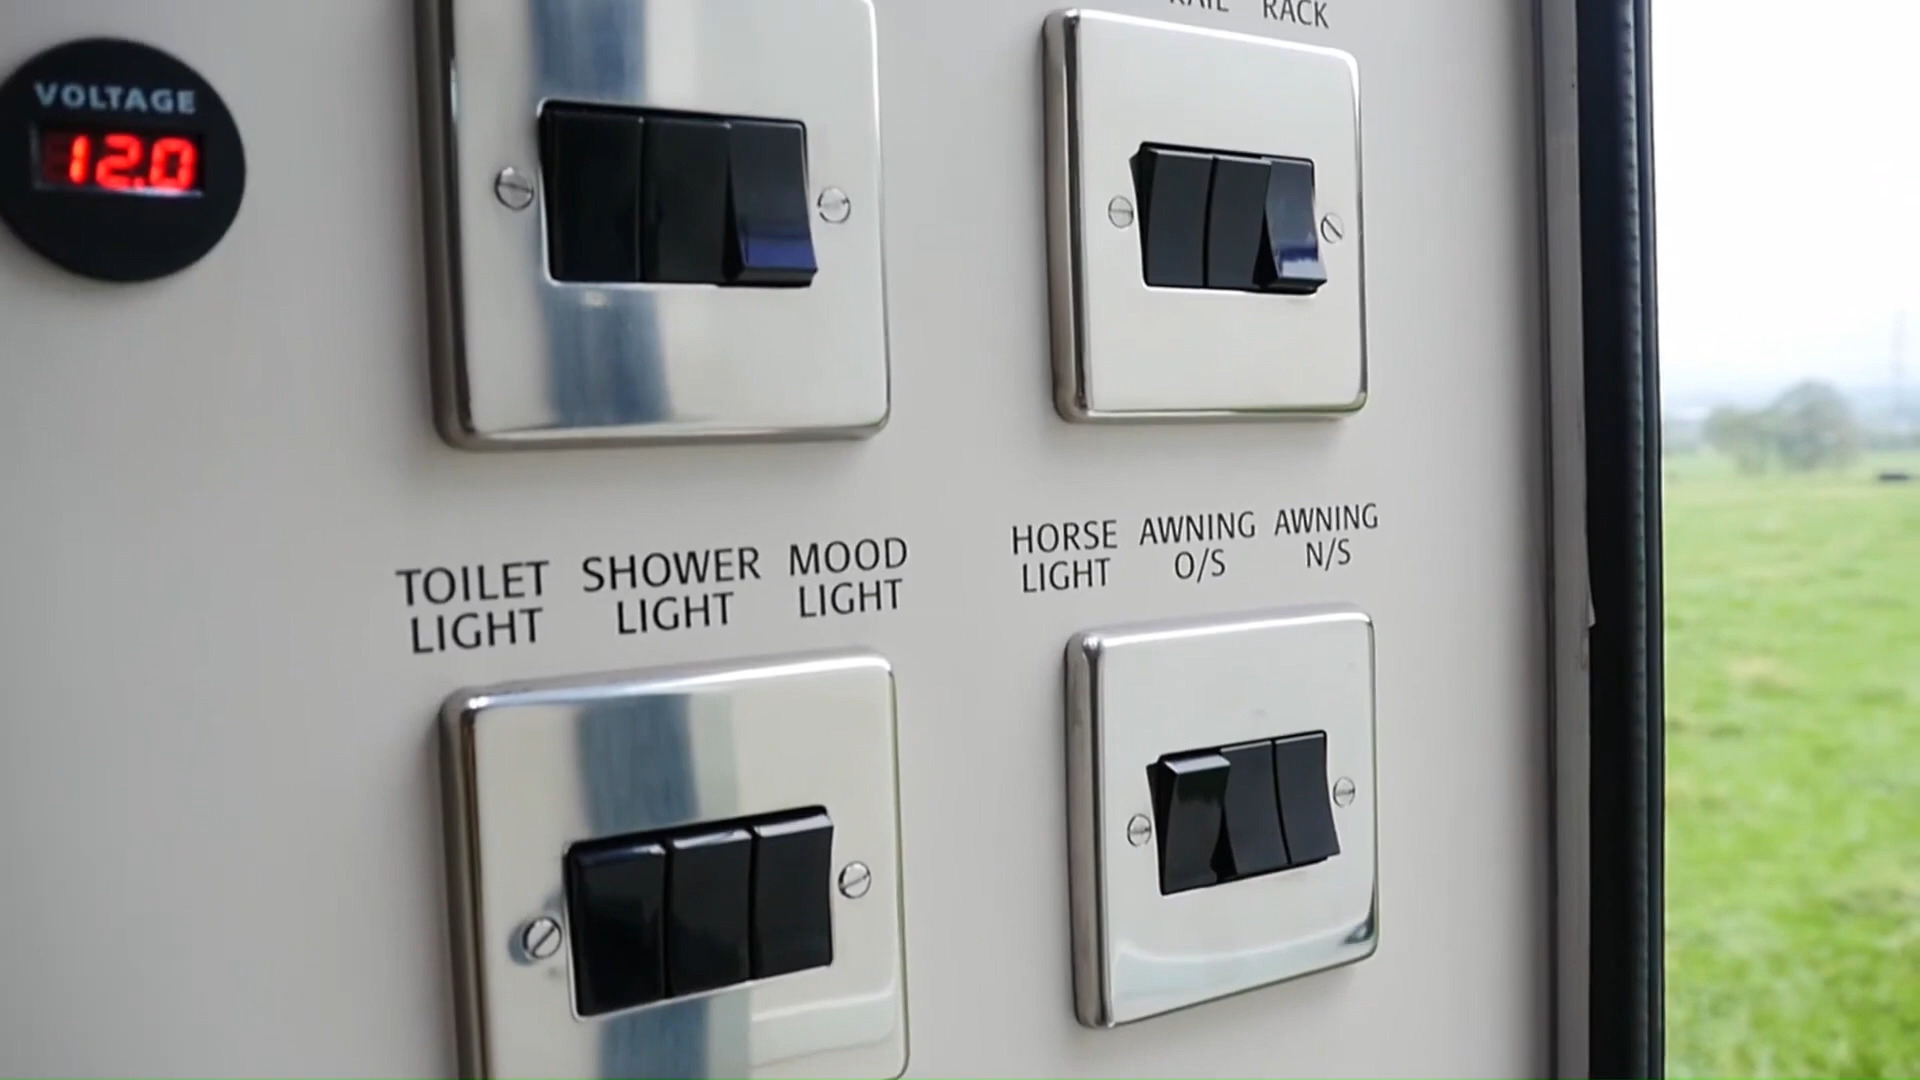 VOLTAGE
12.0
RACK
TOILET LIGHT
SHOWER LIGHT
MOOD LIGHT
HORSE LIGHT
AWNING O/S
AWNING N/S